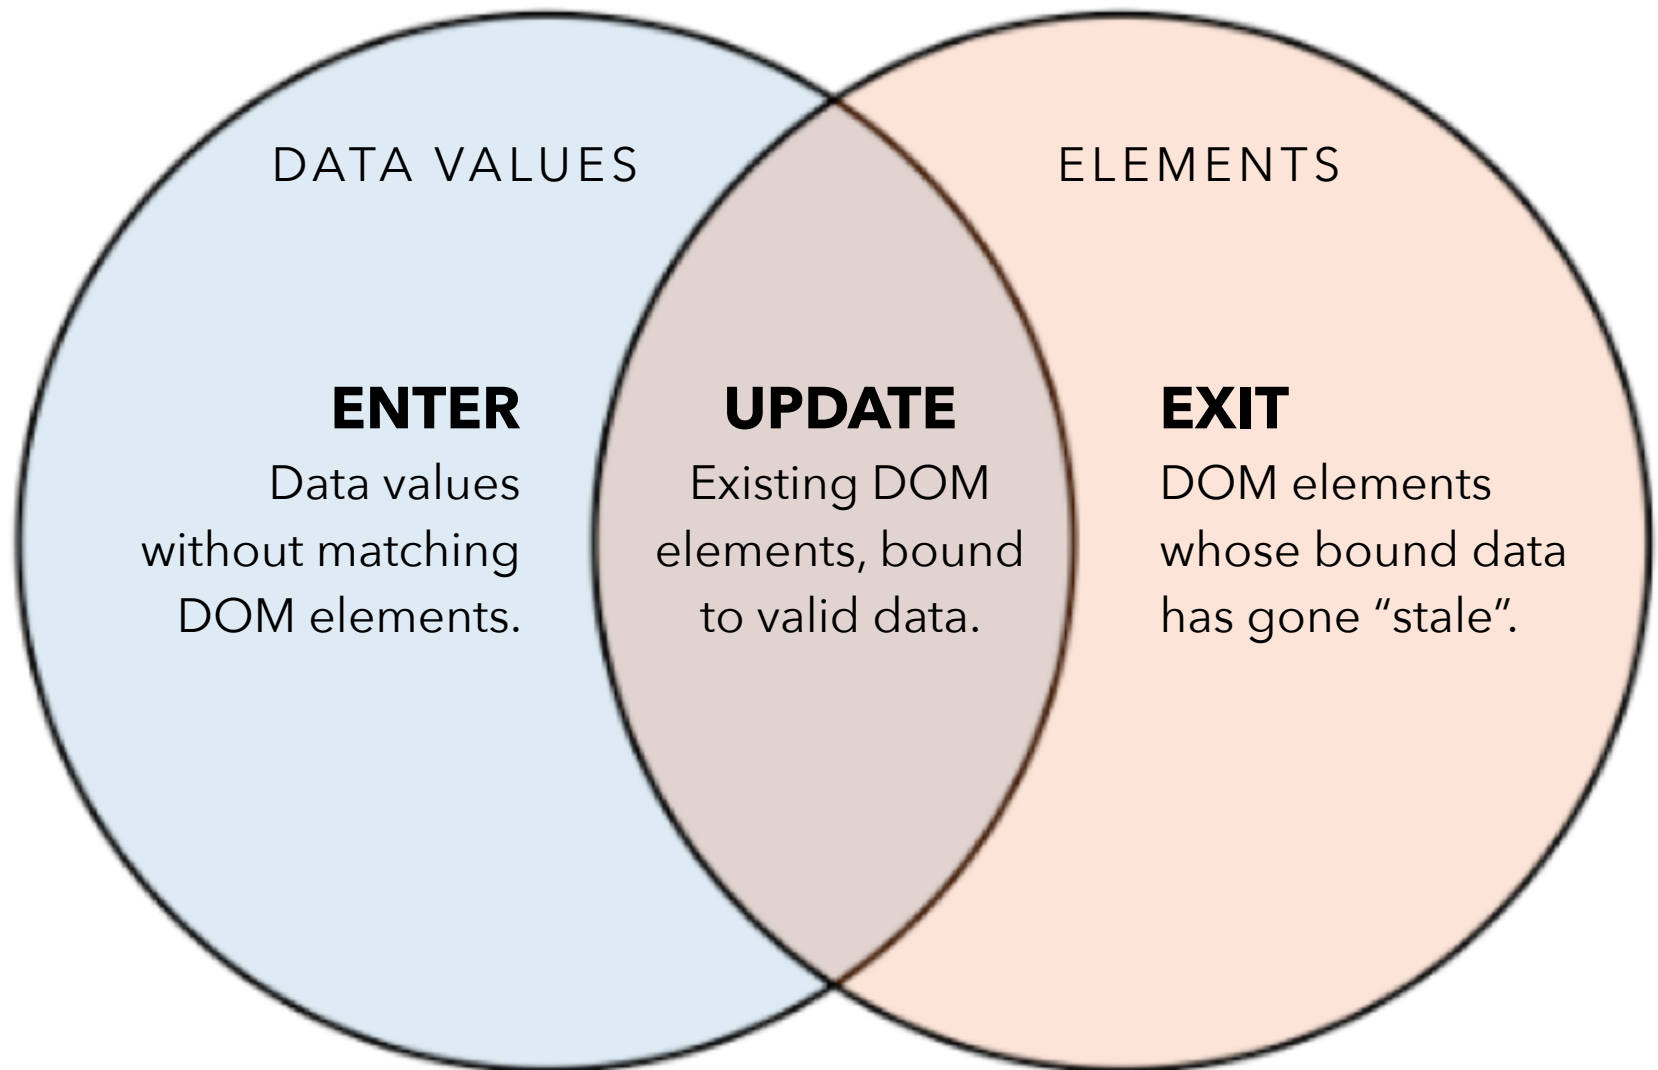 DATA VALUES
ELEMENTS
ENTER
Data values
without matching
DOM elements.
UPDATE
Existing DOM
elements, bound
to valid data.
EXIT
DOM elements
whose bound data
has gone “stale”.